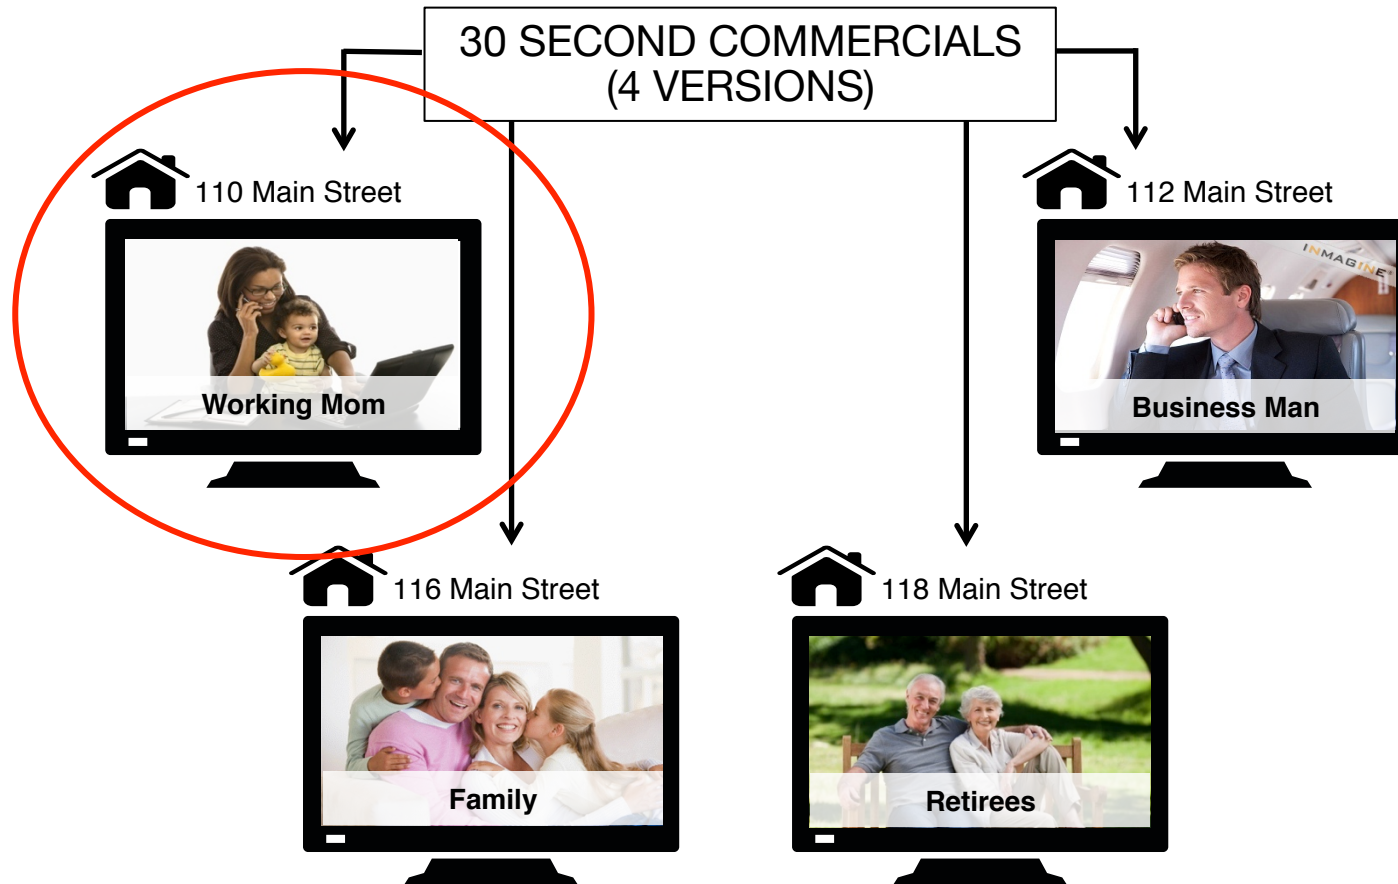 30 SECOND COMMERCIALS
(4 VERSIONS)
110 Main Street
112 Main Street
INMAGINE
Working Mom
Business Man
116 Main Street
118 Main Street
Family
Retirees